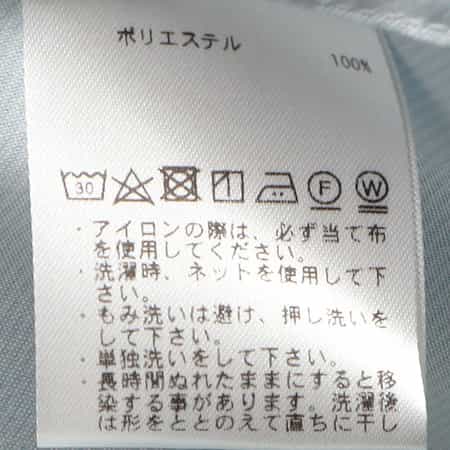 ポリエステル
100%
30
F
W
・アイロンの際は、必ず当て布
を使用してください。
・洗濯時、ネットを使用して下
さい。
・もみ洗いは避け、押し洗いを
して下さい。
・単独洗いをして下さい。
・長時間ぬれたままにすると移
染する事があります。洗濯後
は形をととのえて直ちに干し